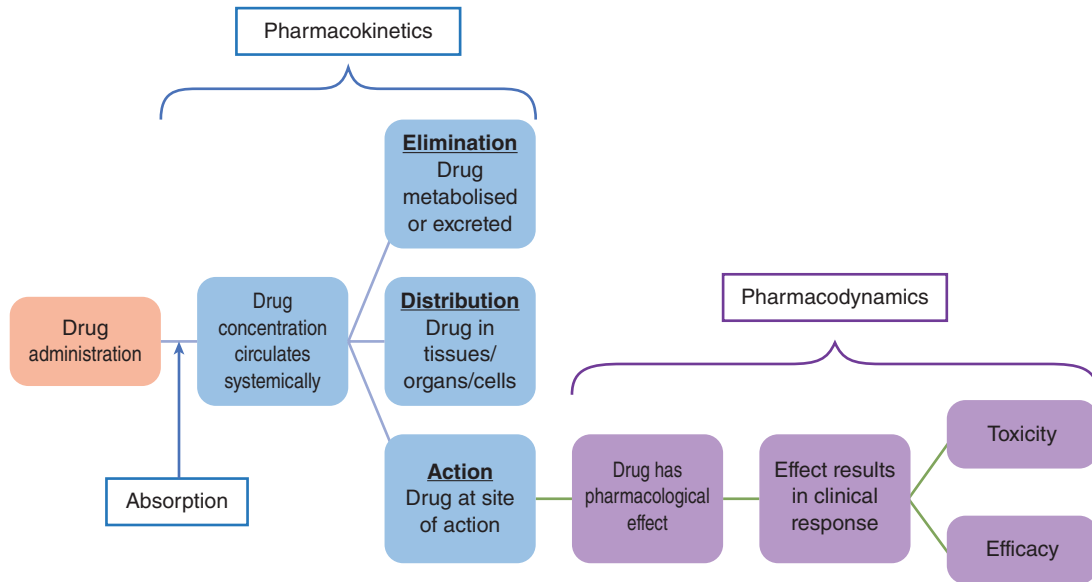 Pharmacokinetics
Elimination
Drug
metabolised
or excreted
Drug
administration
Drug
concentration
circulates
systemically
Distribution
Drug in
tissues/
organs/cells
Pharmacodynamics
Absorption
Action
Drug at site
of action
Drug has
pharmacological
effect
Effect results
in clinical
response
Toxicity
Efficacy